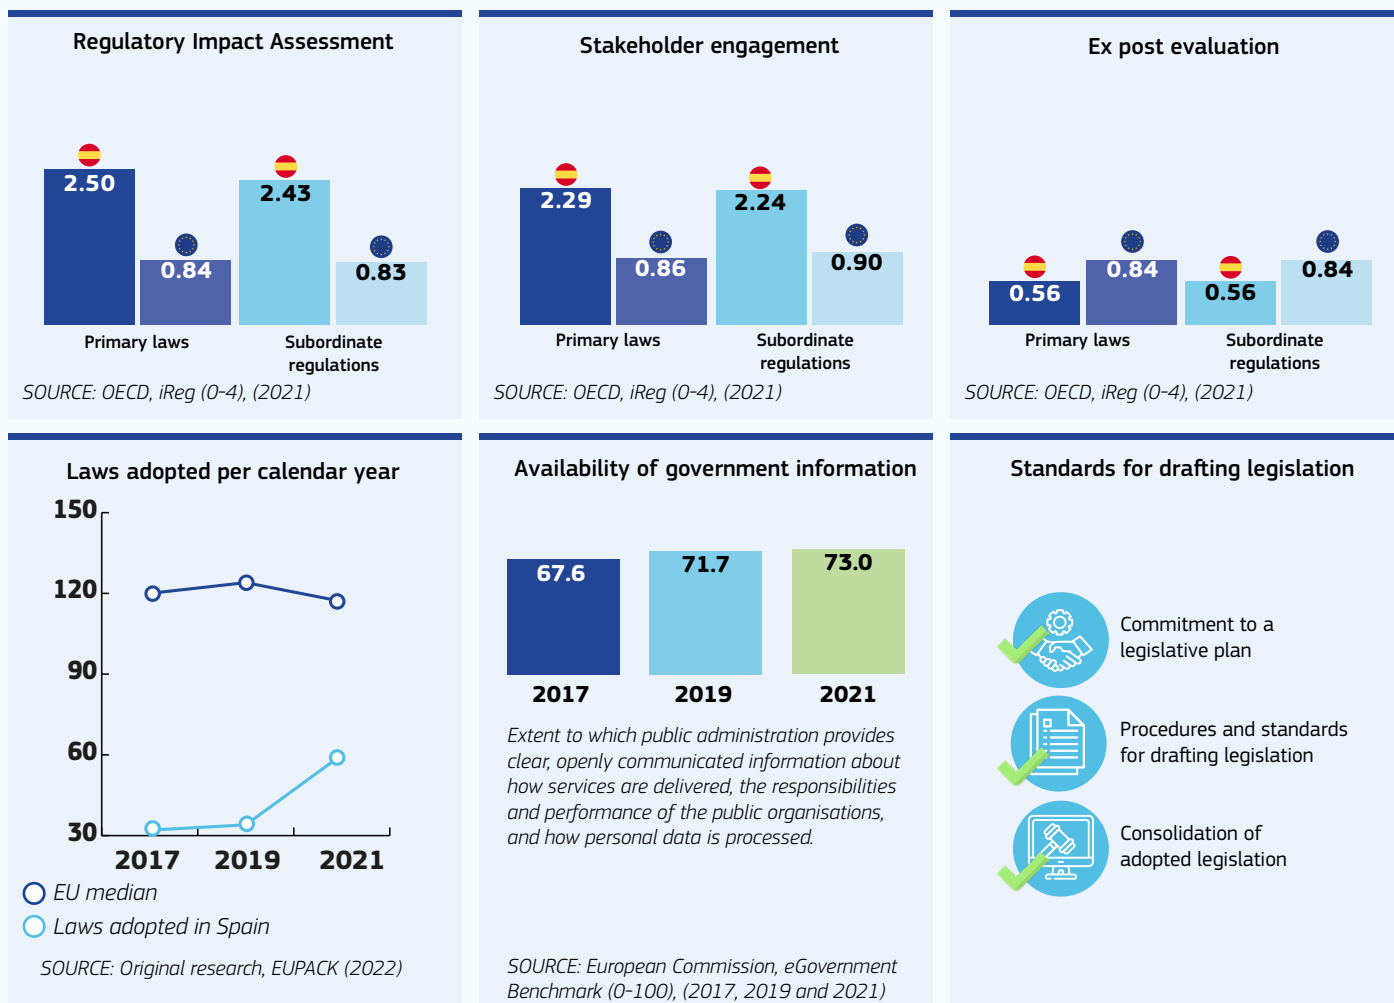 Regulatory Impact Assessment
2.50
0.84
2.43
0.83
Primary laws
Subordinate
regulations
SOURCE: OECD, iReg (0-4), (2021)
Stakeholder engagement
2.29
0.86
2.24
0.90
Primary laws
Subordinate
regulations
SOURCE: OECD, iReg (0-4), (2021)
Ex post evaluation
0.56
0.84
0.56
0.84
Primary laws
Subordinate
regulations
SOURCE: OECD, iReg (0-4), (2021)
Laws adopted per calendar year
150
120
90
60
30
2017 2019 2021
EU median
Laws adopted in Spain
SOURCE: Original research, EUPACK (2022)
Availability of government information
67.6
71.7
73.0
2017
2019
2021
Extent to which public administration provides
clear, openly communicated information about
how services are delivered, the responsibilities
and performance of the public organisations,
and how personal data is processed.
SOURCE: European Commission, eGovernment
Benchmark (0-100), (2017, 2019 and 2021)
Standards for drafting legislation
Commitment to a
legislative plan
Procedures and standards
for drafting legislation
Consolidation of
adopted legislation